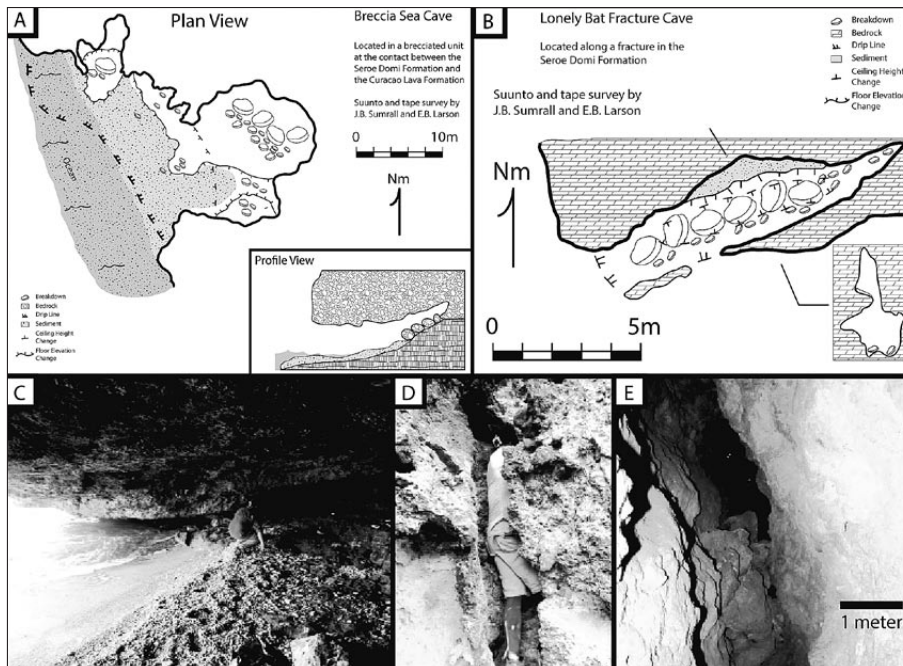 A
Plan View
Breccia Sea Cave
Located in a brecciated unit
at the contact between the
Seroe Domi Formation and
the Curacao Lava Formation
Suunto and tape survey by
J.B. Sumrall and E.B. Larson
0 10m
Nm
Ocean
Breakdown
Bedrock
Drip Line
Sediment
Ceiling Height
Change
Floor Elevation
Change
Profile View
B
Lonely Bat Fracture Cave
Located along a fracture in the
Seroe Domi Formation
Suunto and tape survey by
J.B. Sumrall and E.B. Larson
Breakdown
Bedrock
Drip Line
Sediment
Ceiling Height
Change
Floor Elevation
Change
Nm
0 5m
C
D
E
1 meter